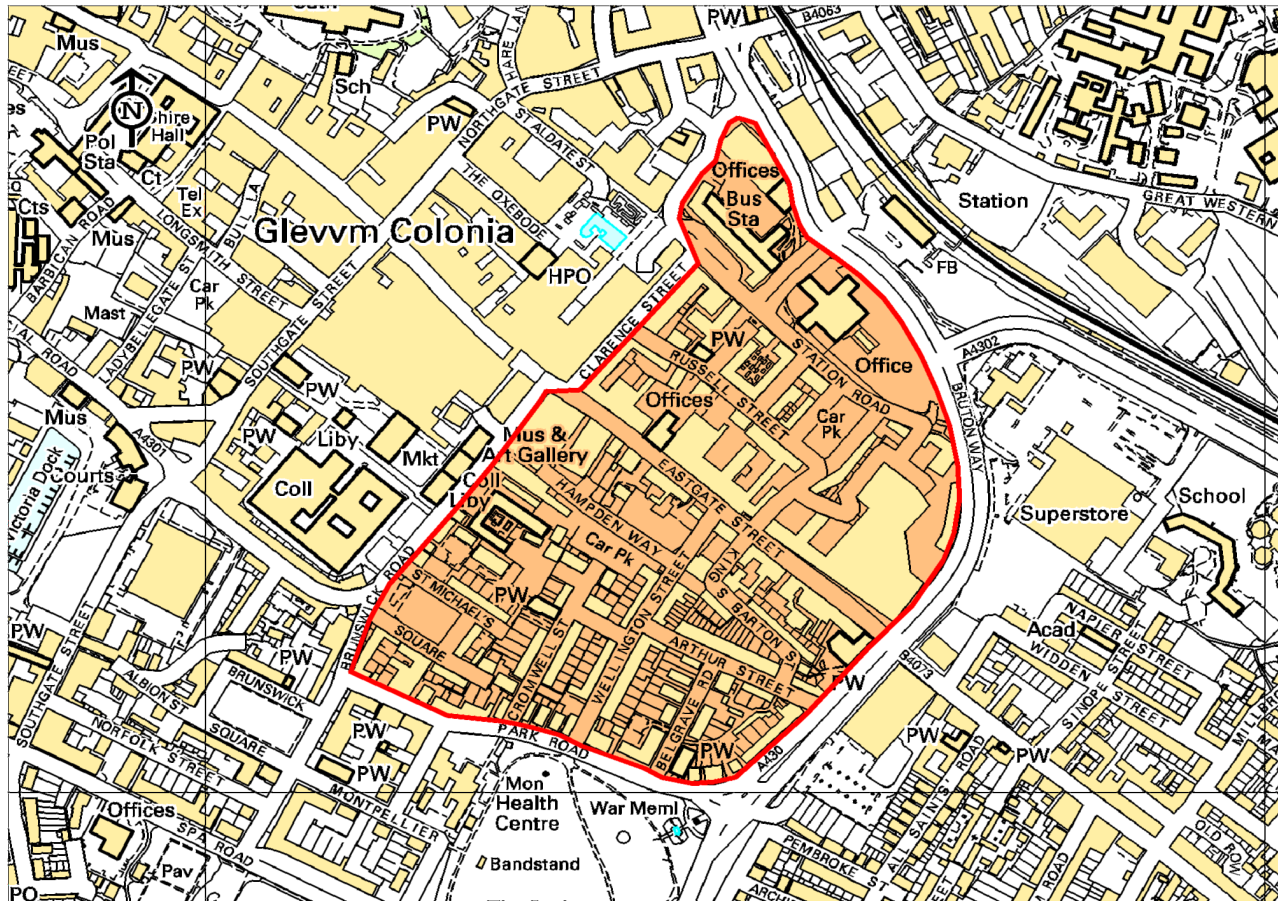 Cath
PW
B4063
Mus
HARE LANE
STREET
Sch
NORTHGATE STREET
N
Shire
Hall
PW
Pol
Sta
ST ALDATE ST
Offices
Ct
THE OXEBODE
Bus
Sta
Station
GREAT WESTERN
Tel
Ex
BULL LA
Cts
BARBICAN ROAD
Mus
LONGSMITH STREET
Glevvm Colonia
HPO
FB
Car
Pk
Mast
LADYBELLEGATE ST
SOUTHGATE STREET
CLARENCE STREET
PW
STATION ROAD
Office
A4302
RUSSELL STREET
BRUTON WAY
PW
PW
Offices
Car
Pk
Mus
A4301
PW
Liby
Mkt
Mus &
Art Gallery
Victoria Dock
Courts
Coll
Coll
Liby
HAMPDEN WAY
EASTGATE STREET
School
Superstore
Car Pk
KING'S BARTON ST
BRUNSWICK ROAD
ST MICHAEL'S
SQUARE
PW
WELLINGTON STREET
NAPIER STREET
Acad
WIDDEN STREET
PW
SOUTHGATE STREET
ALBION ST
PW
BRUNSWICK
SQUARE
CROMWELL ST
ARTHUR STREET
B4073
SINOPE STREET
PW
NORFOLK STREET
PW
PARK ROAD
BELGRAVE RD
PW
A430
PW
PW
PW
MONTPELLIER
Mon
Health
Centre
War Meml
ALL SAINTS' ROAD
Offices
SPA
ROAD
OLD ROW
Pav
Bandstand
PEMBROKE ST
ROAD
PO